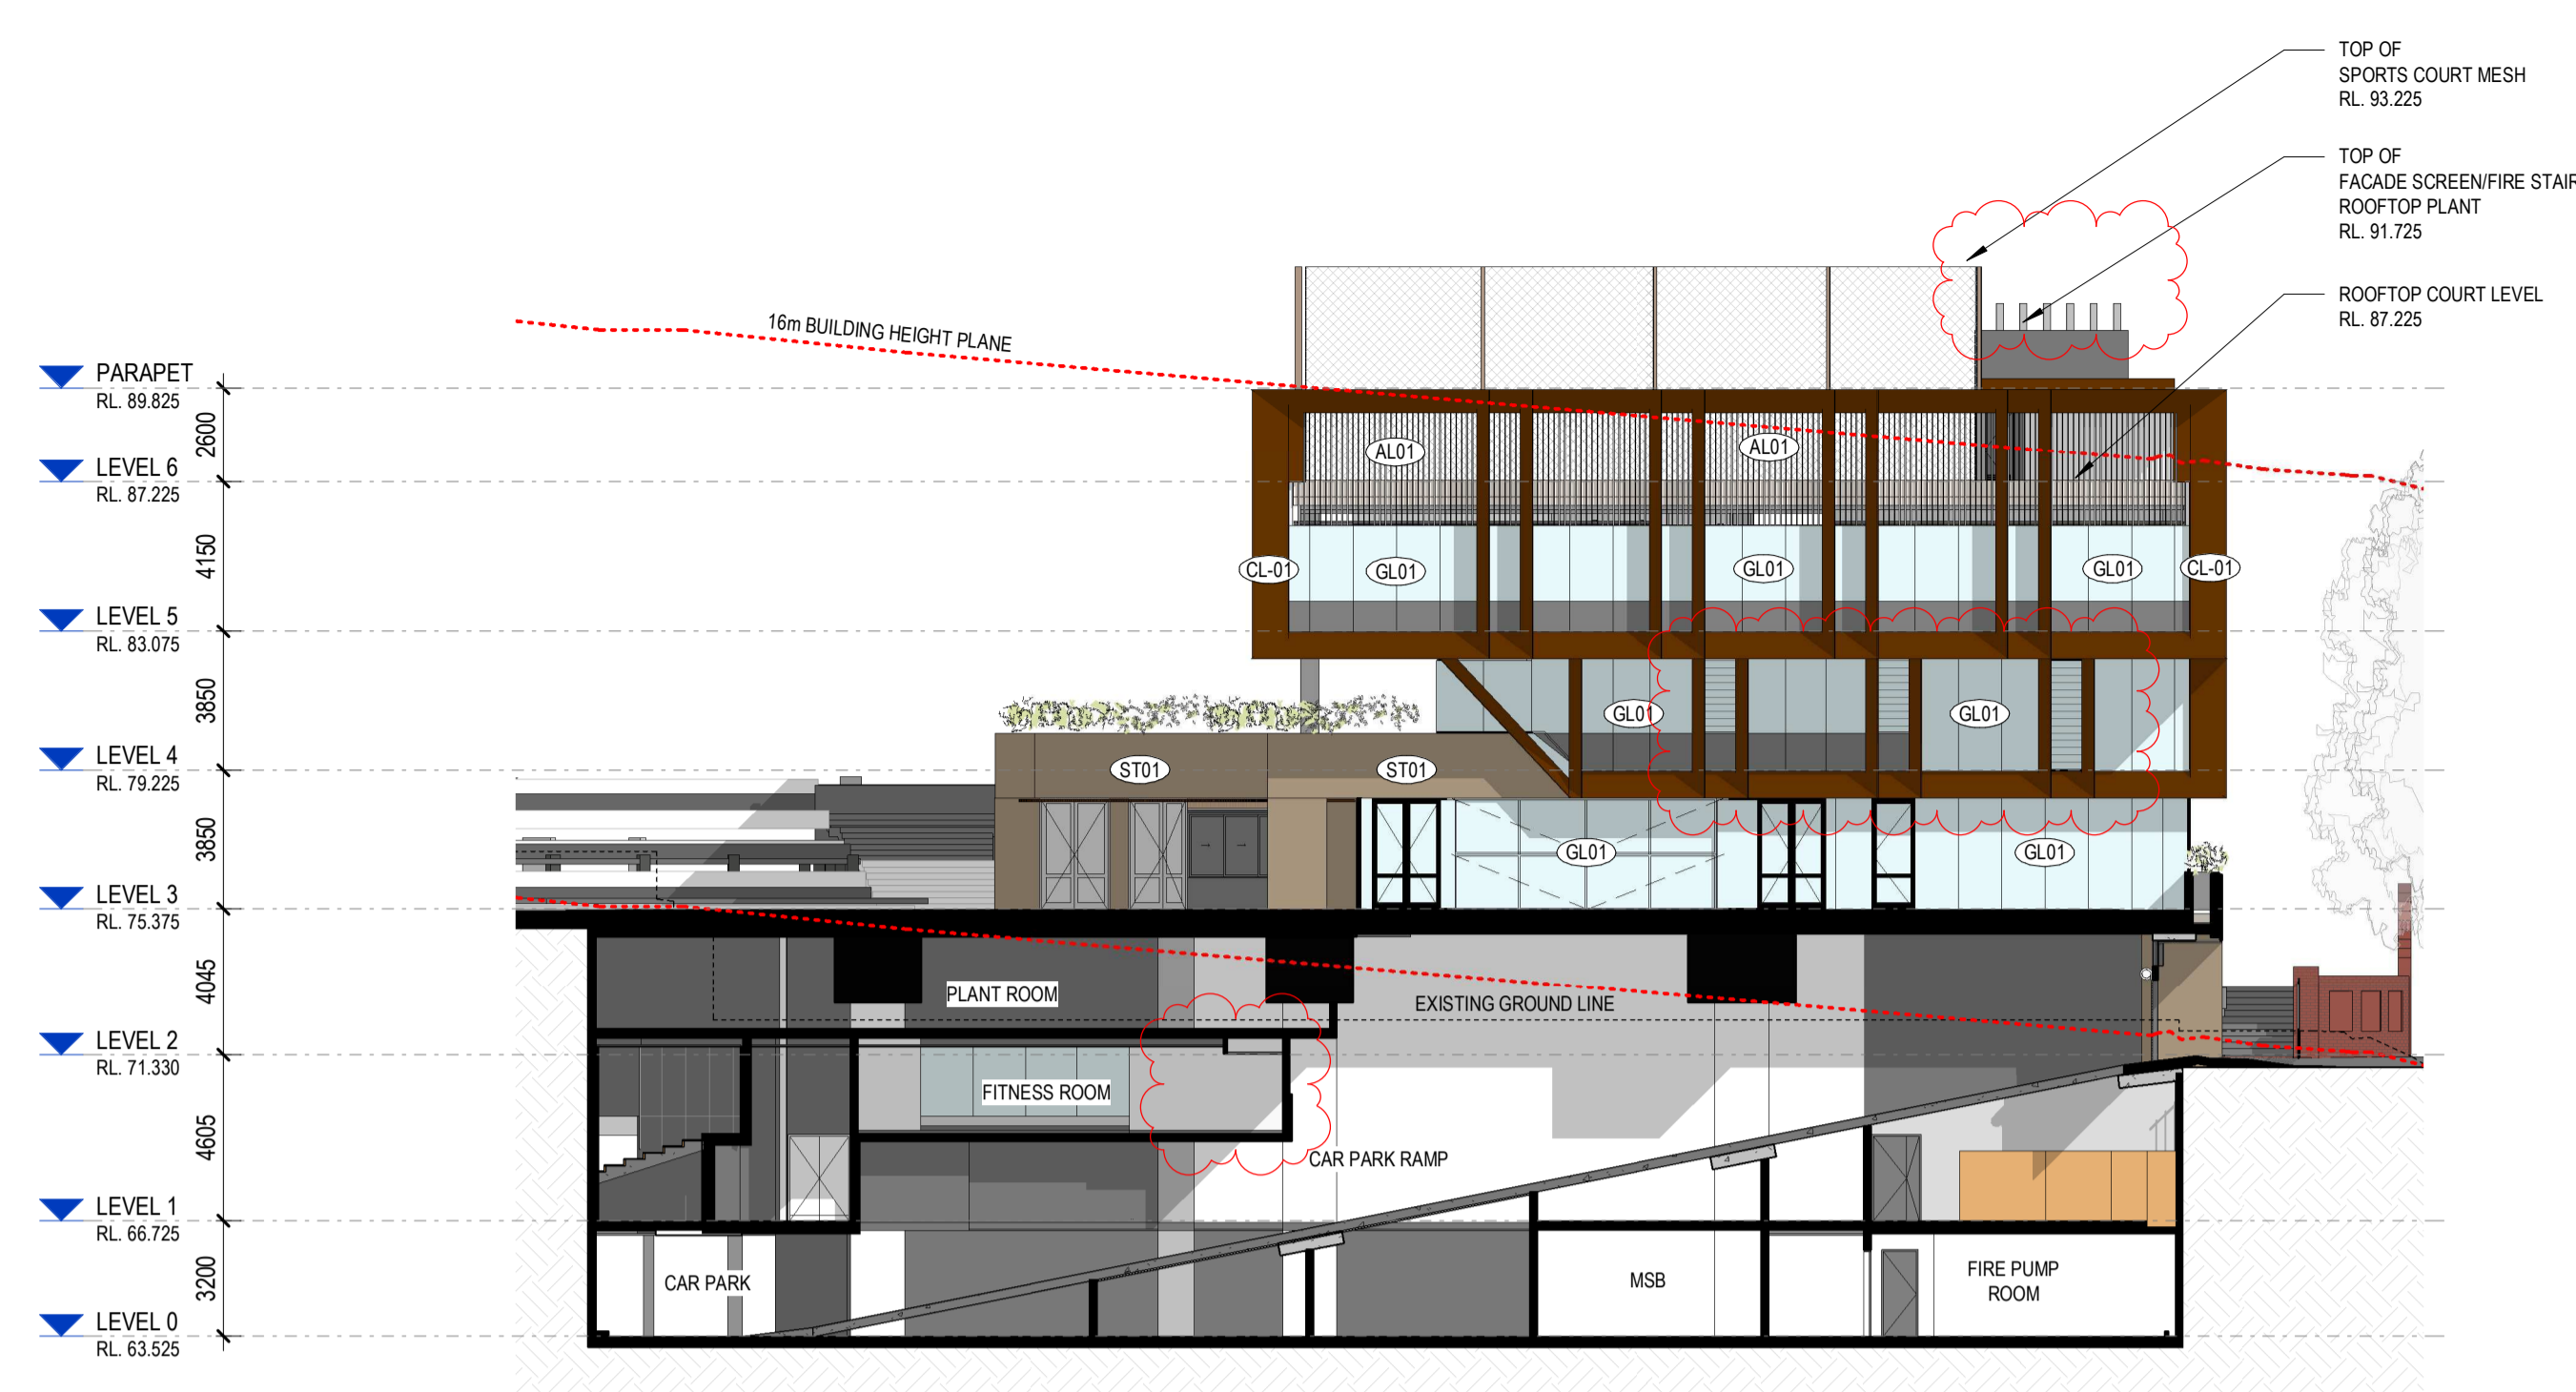 TOP OF
SPORTS COURT MESH
RL. 93.225
TOP OF
FACADE SCREEN/FIRE STAIR
ROOFTOP PLANT
RL. 91.725
ROOFTOP COURT LEVEL
RL. 87.225
16m BUILDING HEIGHT PLANE
PARAPET
RL. 89.825
2600
LEVEL 6
RL. 87.225
4150
LEVEL 5
RL. 83.075
3850
LEVEL 4
RL. 79.225
3850
LEVEL 3
RL. 75.375
4045
LEVEL 2
RL. 71.330
4605
LEVEL 1
RL. 66.725
3200
LEVEL 0
RL. 63.525
AL01
AL01
CL-01
GL01
GL01
GL01
CL-01
GL01
GL01
ST01
ST01
GL01
GL01
PLANT ROOM
EXISTING GROUND LINE
FITNESS ROOM
CAR PARK RAMP
CAR PARK
MSB
FIRE PUMP
ROOM